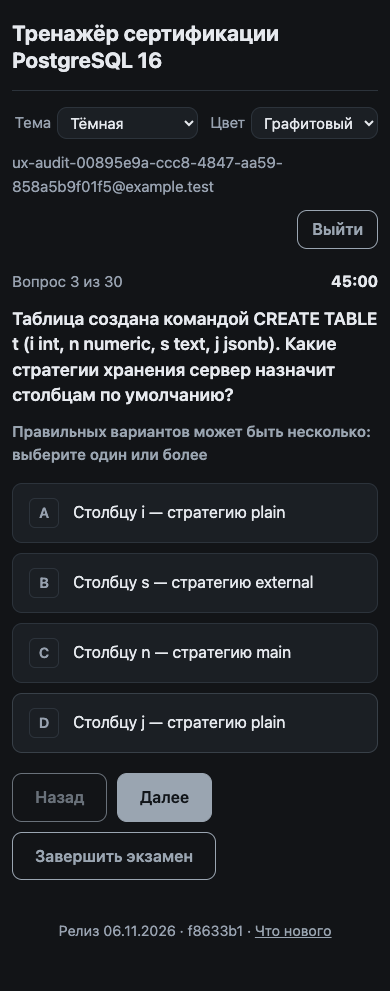 Тренажёр сертификации
PostgreSQL 16
Тема Тёмная Цвет Графитовый
ux-audit-00895e9a-ccc8-4847-aa59-
858a5b9f01f5@example.test
Выйти
Вопрос 3 из 30 45:00
Таблица создана командой CREATE TABLE
t (i int, n numeric, s text, j jsonb). Какие
стратегии хранения сервер назначит
столбцам по умолчанию?
Правильных вариантов может быть несколько:
выберите один или более
A Столбцу i — стратегию plain
B Столбцу s — стратегию external
C Столбцу n — стратегию main
D Столбцу j — стратегию plain
Назад Далее
Завершить экзамен
Релиз 06.11.2026 · f8633b1 · Что нового